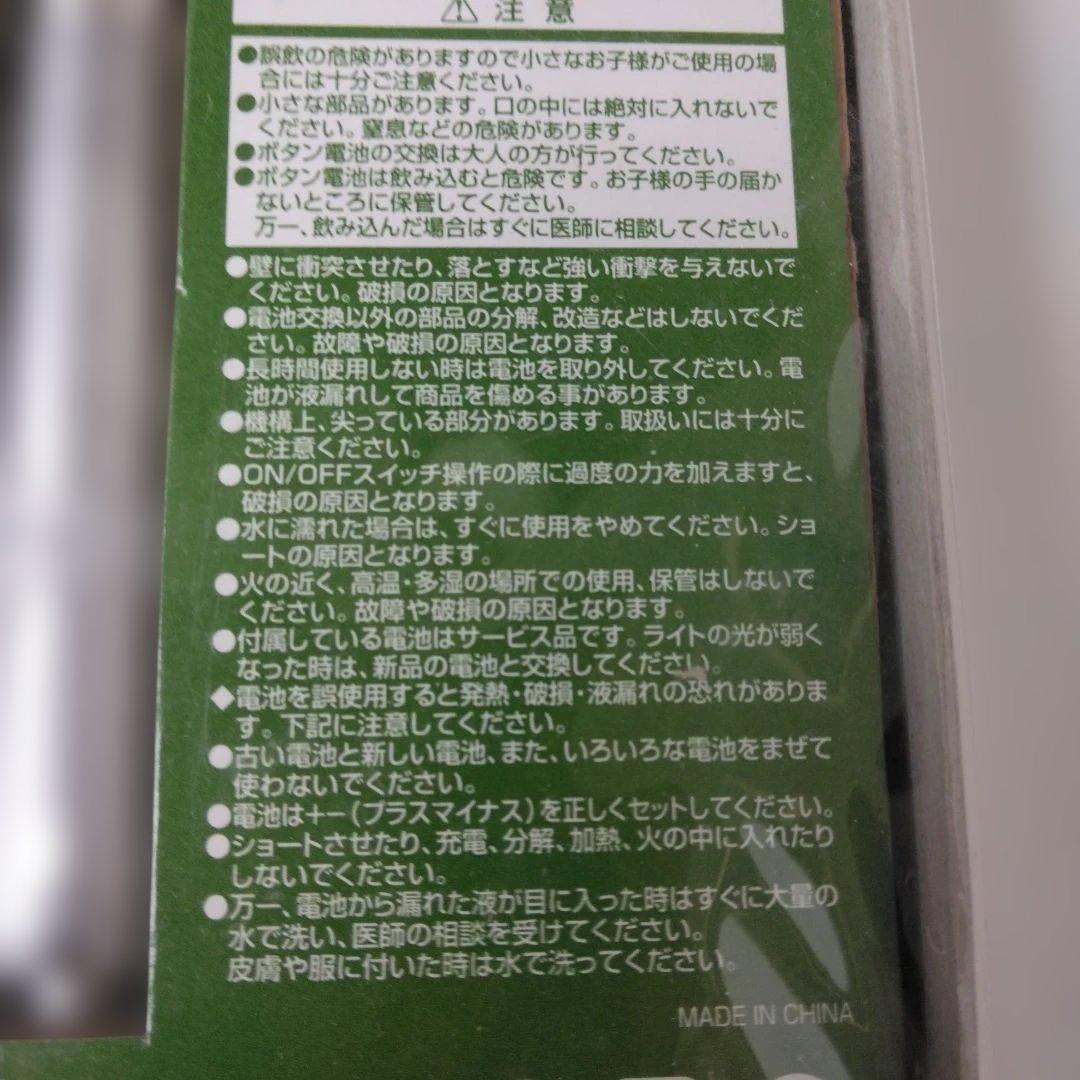 ⚠ 注意
●誤飲の危険がありますので小さなお子様がご使用の場
合には十分ご注意ください。
●小さな部品があります。口の中には絶対に入れないで
ください。窒息などの危険があります。
●ボタン電池の交換は大人の方が行ってください。
●ボタン電池は飲み込むと危険です。お子様の手の届か
ないところに保管してください。
万一、飲み込んだ場合はすぐに医師に相談してください。
●壁に衝突させたり、落とすなど強い衝撃を与えないで
ください。破損の原因となります。
●電池交換以外の部品の分解、改造などはしないでくだ
さい。故障や破損の原因となります。
●長時間使用しない時は電池を取り外してください。電
池が液漏れして商品を傷める事があります。
●機構上、尖っている部分があります。取扱いには十分に
ご注意ください。
●ON/OFFスイッチ操作の際に過度の力を加えますと、
破損の原因となります。
●水に濡れた場合は、すぐに使用をやめてください。ショ
ートの原因となります。
●火の近く、高温・多湿の場所での使用、保管はしないで
ください。故障や破損の原因となります。
●付属している電池はサービス品です。ライトの光が弱く
なった時は、新品の電池と交換してください。
◆電池を誤使用すると発熱・破損・液漏れの恐れがありま
す。下記に注意してください。
●古い電池と新しい電池、また、いろいろな電池をまぜて
使わないでください。
●電池は+-(プラスマイナス)を正しくセットしてください。
●ショートさせたり、充電、分解、加熱、火の中に入れたり
しないでください。
●万一、電池から漏れた液が目に入った時はすぐに大量の
水で洗い、医師の相談を受けてください。
皮膚や服に付いた時は水で洗ってください。
MADE IN CHINA